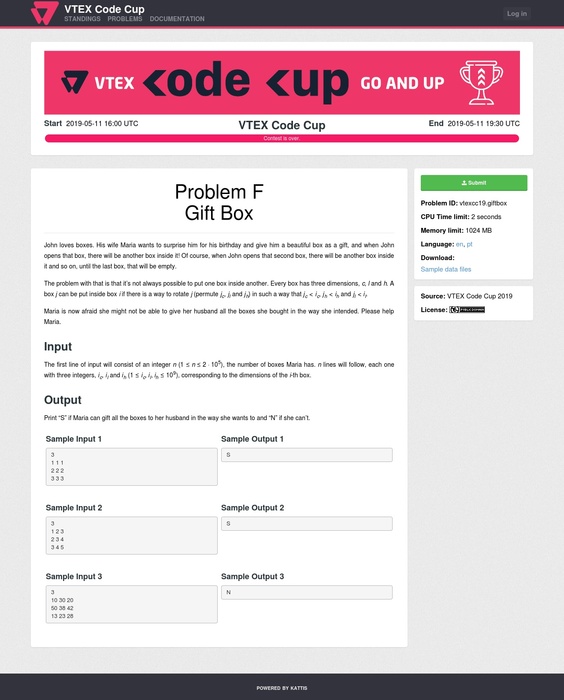 VTEX Code Cup
STANDINGS PROBLEMS DOCUMENTATION
Log in
VTEX code cup GO AND UP
Start 2019-05-11 16:00 UTC
VTEX Code Cup
End 2019-05-11 19:30 UTC
Contest is over.
Problem F
Gift Box
John loves boxes. His wife Maria wants to surprise him for his birthday and give him a beautiful box as a gift, and when John
opens that box, there will be another box inside it! Of course, when John opens that second box, there will be another box inside
it and so on, until the last box, that will be empty.
The problem with that is that it's not always possible to put one box inside another. Every box has three dimensions, c, l and h. A
box j can be put inside box i if there is a way to rotate j (permute j_c, j_l and j_h) in such a way that j_c < i_c, j_h < i_h and j_l < i_l.
Maria is now afraid she might not be able to give her husband all the boxes she bought in the way she intended. Please help
Maria.
Input
The first line of input will consist of an integer n (1 ≤ n ≤ 2 · 10^5), the number of boxes Maria has. n lines will follow, each one
with three integers, i_c, i_l and i_h (1 ≤ i_c, i_l, i_h ≤ 10^9), corresponding to the dimensions of the i-th box.
Output
Print “S” if Maria can gift all the boxes to her husband in the way she wants to and “N” if she can't.
Sample Input 1
Sample Output 1
3
1 1 1
2 2 2
3 3 3
S
Sample Input 2
Sample Output 2
3
1 2 3
2 3 4
3 4 5
S
Sample Input 3
Sample Output 3
3
10 30 20
50 38 42
13 23 28
N
Submit
Problem ID: vtexcc19.giftbox
CPU Time limit: 2 seconds
Memory limit: 1024 MB
Language: en, pt
Download:
Sample data files
Source: VTEX Code Cup 2019
License:
POWERED BY KATTIS